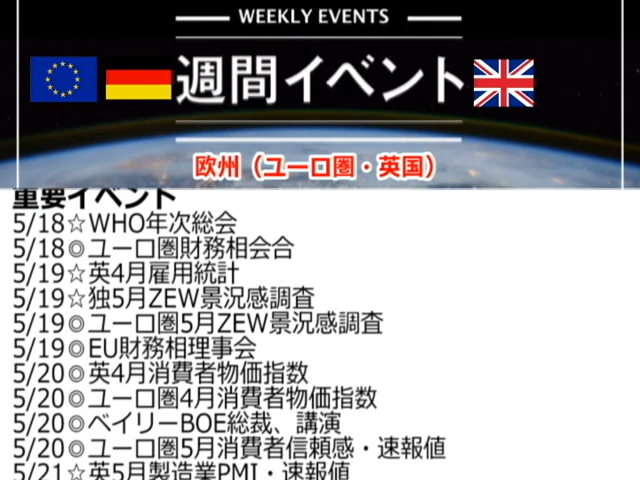 WEEKLY EVENTS
週間イベント
欧州（ユーロ圏・英国）
重要イベント
5/18☆WHO年次総会
5/18◎ユーロ圏財務相会合
5/19☆英4月雇用統計
5/19☆独5月ZEW景況感調査
5/19◎ユーロ圏5月ZEW景況感調査
5/19◎EU財務相理事会
5/20◎英4月消費者物価指数
5/20◎ユーロ圏4月消費者物価指数
5/20◎ベイリーBOE総裁、講演
5/20◎ユーロ圏5月消費者信頼感・速報値
5/21☆英5月製造業PMI・速報値